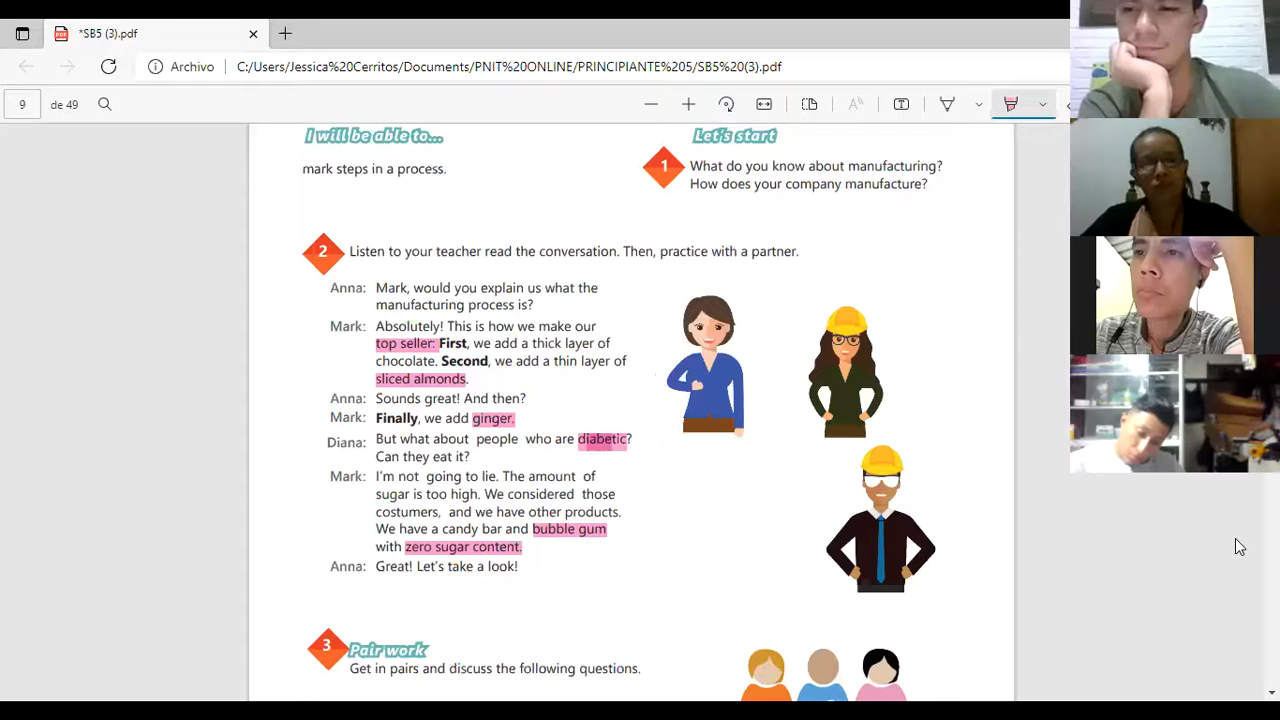 *SB5 (3).pdf
Archivo
C:/Users/Jessica%20Cerritos/Documents/PNIT%20ONLINE/PRINCIPIANTE%205/SB5%20(3).pdf
9
de 49
I will be able to...
mark steps in a process.
Let's start
1
What do you know about manufacturing?
How does your company manufacture?
2
Listen to your teacher read the conversation. Then, practice with a partner.
Anna: Mark, would you explain us what the
manufacturing process is?
Mark: Absolutely! This is how we make our
top seller: First, we add a thick layer of
chocolate. Second, we add a thin layer of
sliced almonds.
Anna: Sounds great! And then?
Mark: Finally, we add ginger.
Diana: But what about people who are diabetic?
Can they eat it?
Mark: I'm not going to lie. The amount of
sugar is too high. We considered those
costumers, and we have other products.
We have a candy bar and bubble gum
with zero sugar content.
Anna: Great! Let's take a look!
3
Pair work
Get in pairs and discuss the following questions.